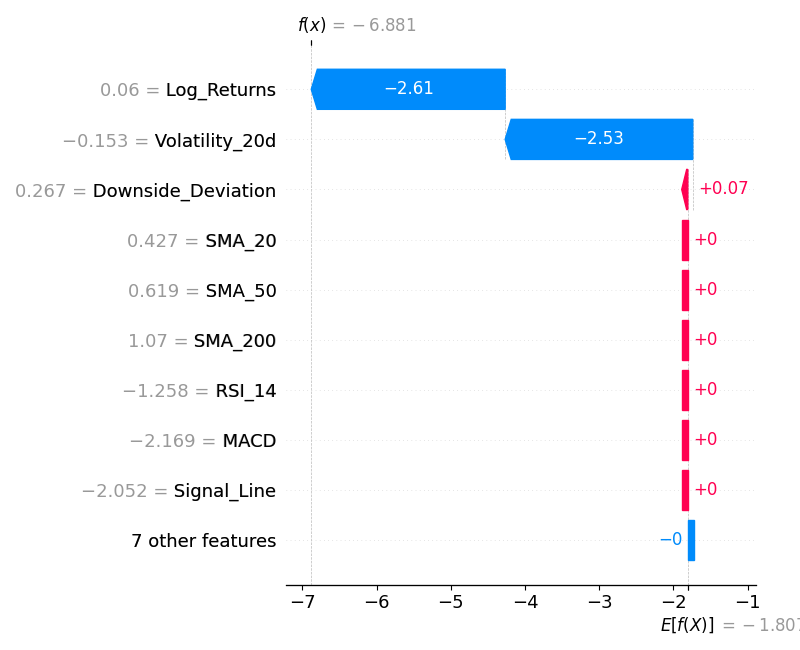 f(x) = −6.881
0.06 = Log_Returns −2.61
−0.153 = Volatility_20d −2.53
0.267 = Downside_Deviation +0.07
0.427 = SMA_20 +0
0.619 = SMA_50 +0
1.07 = SMA_200 +0
−1.258 = RSI_14 +0
−2.169 = MACD +0
−2.052 = Signal_Line +0
7 other features −0
−7 −6 −5 −4 −3 −2 −1
E[f(X)] = −1.807